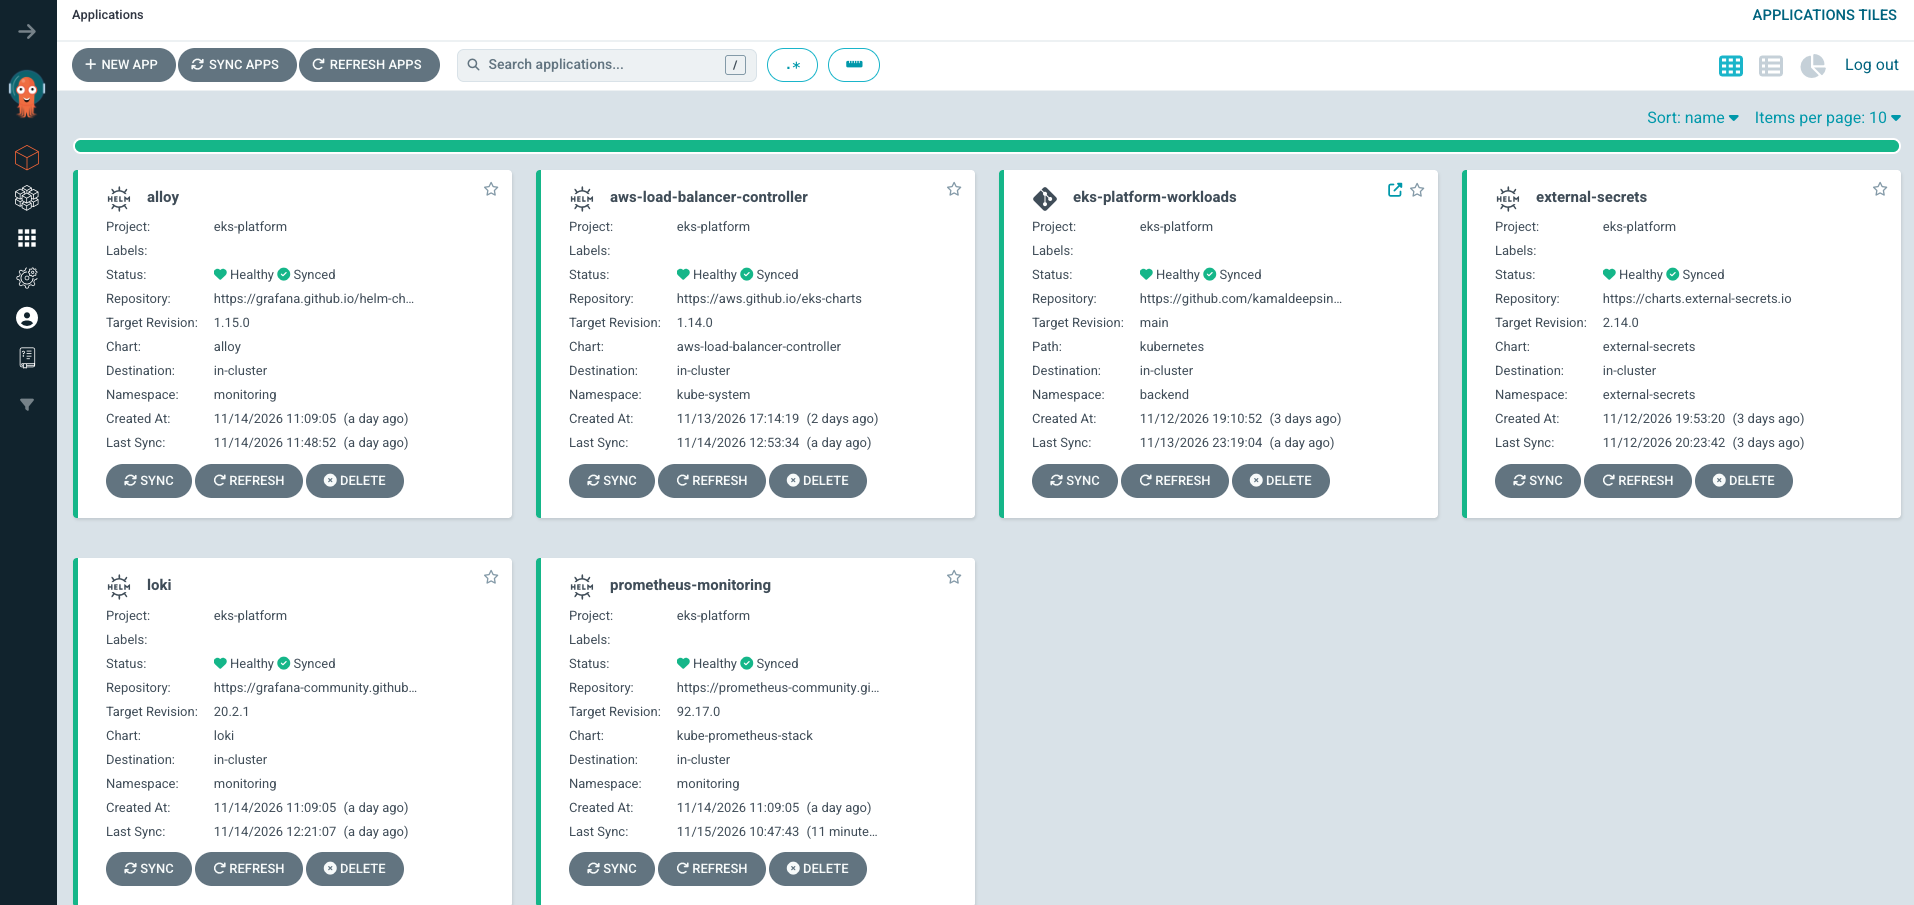 Applications
APPLICATIONS TILES
NEW APP SYNC APPS REFRESH APPS Search applications... / .* Log out
Sort: name Items per page: 10
HELM alloy
Project: eks-platform
Labels:
Status: Healthy Synced
Repository: https://grafana.github.io/helm-ch...
Target Revision: 1.15.0
Chart: alloy
Destination: in-cluster
Namespace: monitoring
Created At: 11/14/2026 11:09:05 (a day ago)
Last Sync: 11/14/2026 11:48:52 (a day ago)
SYNC REFRESH DELETE
HELM aws-load-balancer-controller
Project: eks-platform
Labels:
Status: Healthy Synced
Repository: https://aws.github.io/eks-charts
Target Revision: 1.14.0
Chart: aws-load-balancer-controller
Destination: in-cluster
Namespace: kube-system
Created At: 11/13/2026 17:14:19 (2 days ago)
Last Sync: 11/14/2026 12:53:34 (a day ago)
SYNC REFRESH DELETE
eks-platform-workloads
Project: eks-platform
Labels:
Status: Healthy Synced
Repository: https://github.com/kamaldeepsin...
Target Revision: main
Path: kubernetes
Destination: in-cluster
Namespace: backend
Created At: 11/12/2026 19:10:52 (3 days ago)
Last Sync: 11/13/2026 23:19:04 (a day ago)
SYNC REFRESH DELETE
HELM external-secrets
Project: eks-platform
Labels:
Status: Healthy Synced
Repository: https://charts.external-secrets.io
Target Revision: 2.14.0
Chart: external-secrets
Destination: in-cluster
Namespace: external-secrets
Created At: 11/12/2026 19:53:20 (3 days ago)
Last Sync: 11/12/2026 20:23:42 (3 days ago)
SYNC REFRESH DELETE
HELM loki
Project: eks-platform
Labels:
Status: Healthy Synced
Repository: https://grafana-community.github...
Target Revision: 20.2.1
Chart: loki
Destination: in-cluster
Namespace: monitoring
Created At: 11/14/2026 11:09:05 (a day ago)
Last Sync: 11/14/2026 12:21:07 (a day ago)
SYNC REFRESH DELETE
HELM prometheus-monitoring
Project: eks-platform
Labels:
Status: Healthy Synced
Repository: https://prometheus-community.gi...
Target Revision: 92.17.0
Chart: kube-prometheus-stack
Destination: in-cluster
Namespace: monitoring
Created At: 11/14/2026 11:09:05 (a day ago)
Last Sync: 11/15/2026 10:47:43 (11 minute...
SYNC REFRESH DELETE